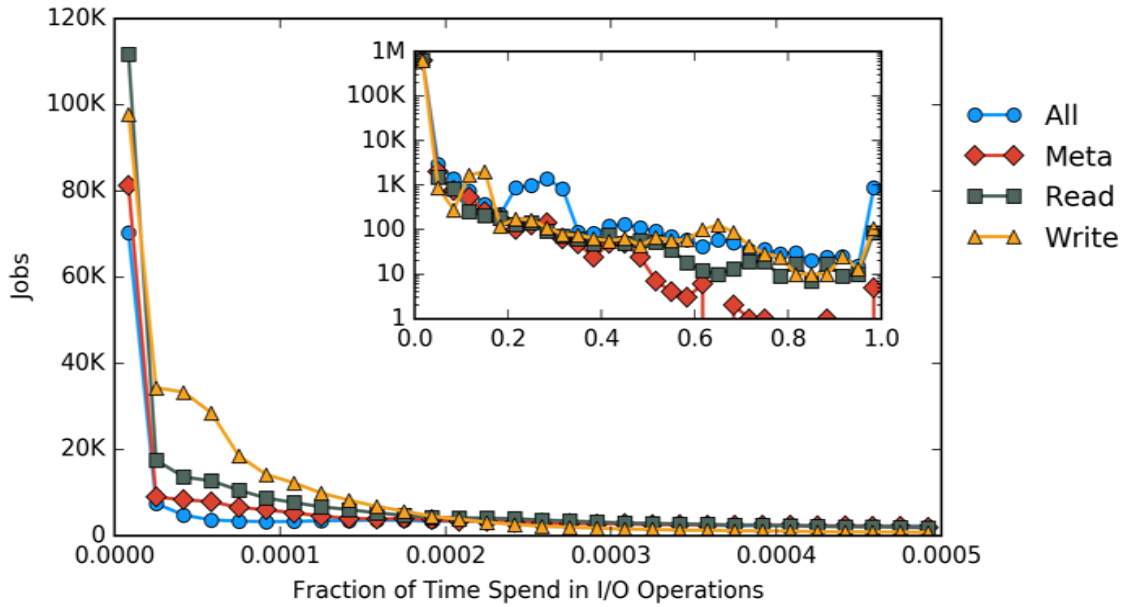 120K
100K
80K
60K
40K
20K
0
Jobs
0.0000
0.0001
0.0002
0.0003
0.0004
0.0005
Fraction of Time Spend in I/O Operations
1M
100K
10K
1K
100
10
1
0.0
0.2
0.4
0.6
0.8
1.0
All
Meta
Read
Write